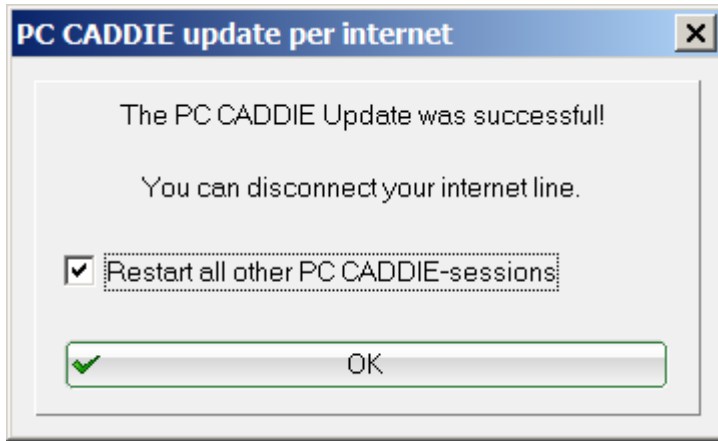 PC CADDIE update per internet
The PC CADDIE Update was successful!
You can disconnect your internet line.
Restart all other PC CADDIE-sessions
OK